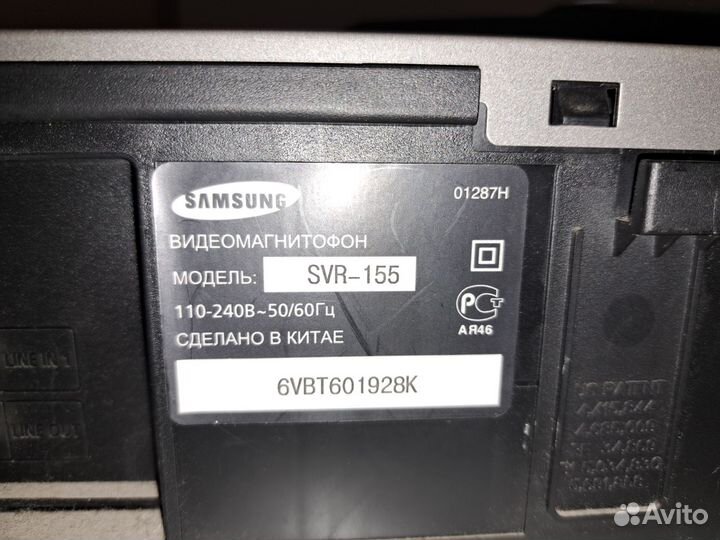 SAMSUNG
01287H
ВИДЕОМАГНИТОФОН
МОДЕЛЬ: SVR-155
110-240В~50/60Гц
СДЕЛАНО В КИТАЕ
РСТ
АЯ46
6VBT601928K
LINE IN 1
LINE OUT
Avito